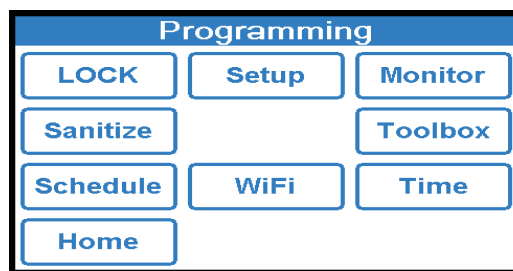 Programming
LOCK Setup Monitor
Sanitize Toolbox
Schedule WiFi Time
Home